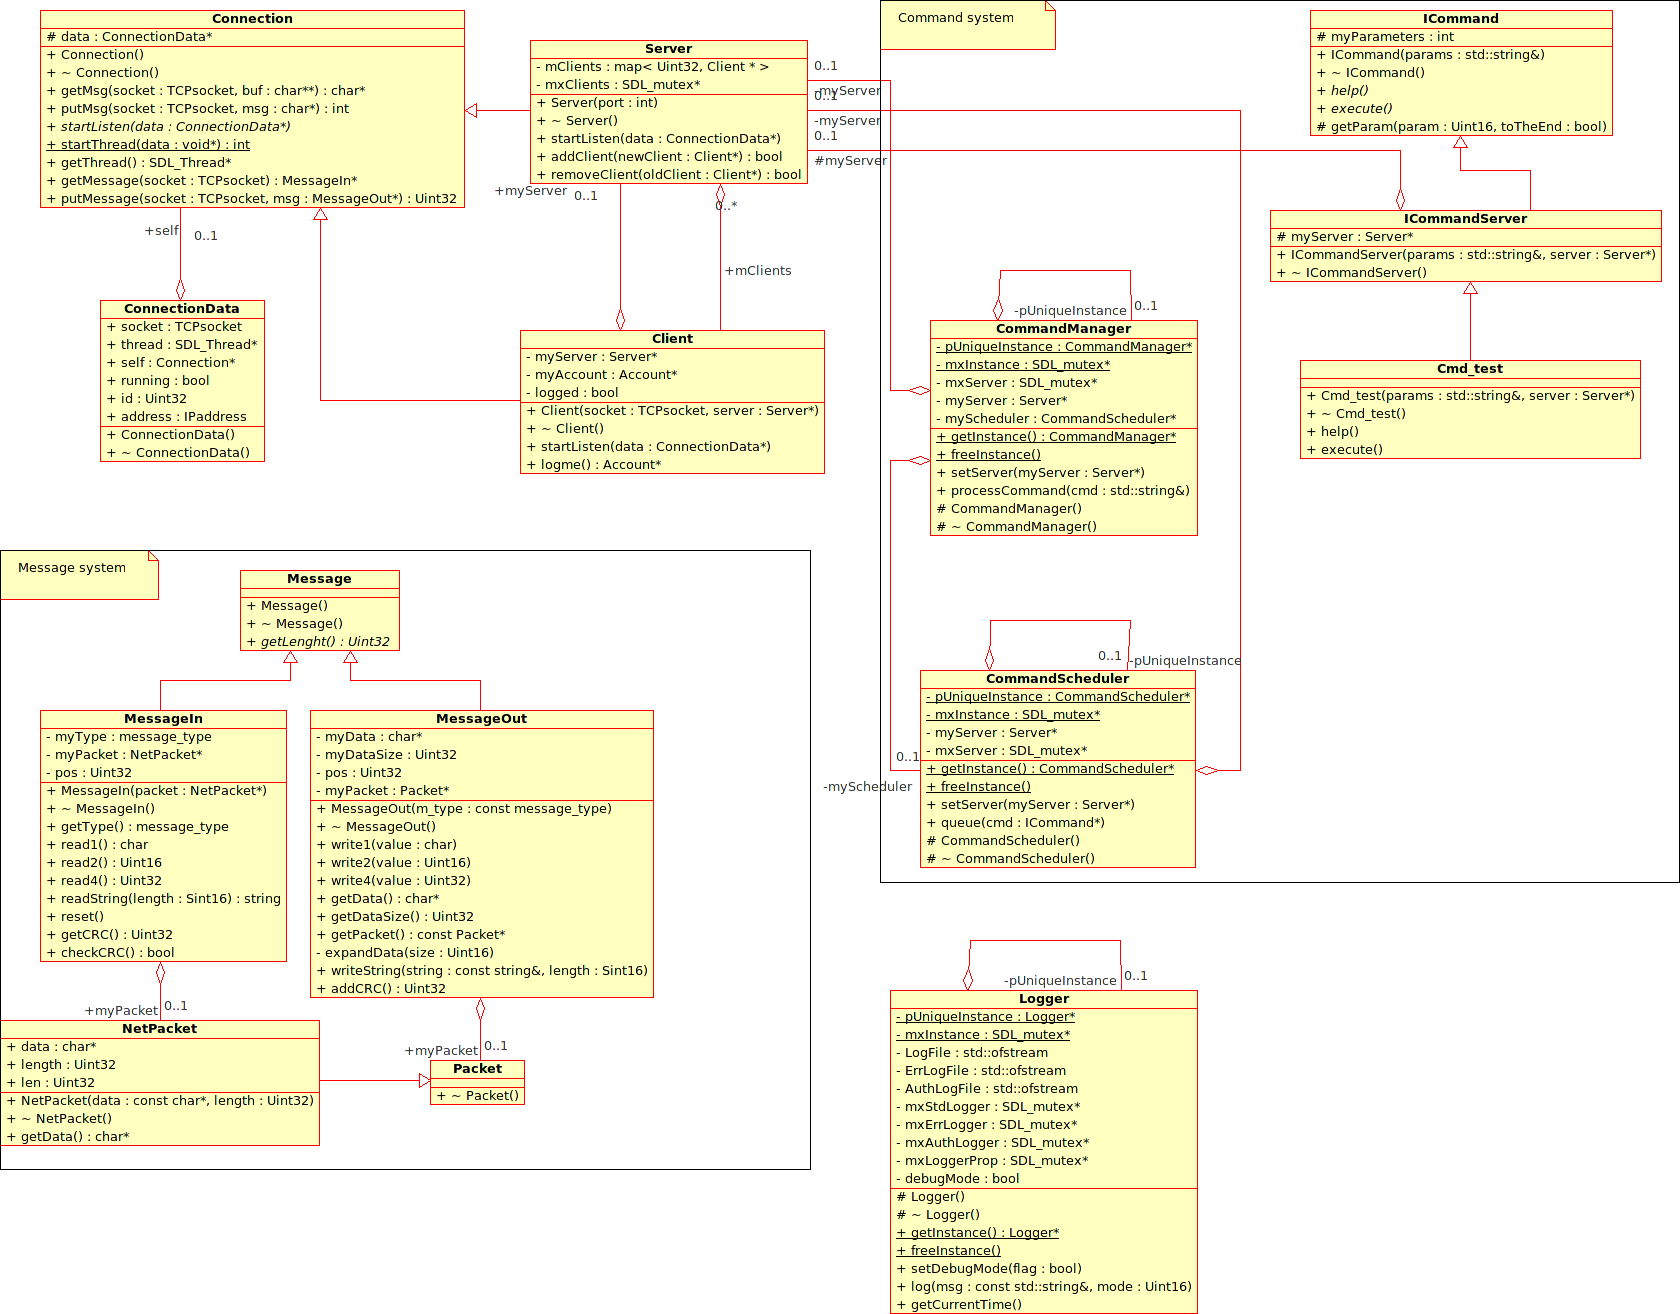 Connection
# data : ConnectionData*
+ Connection()
+ ~ Connection()
+ getMsg(socket : TCPsocket, buf : char**) : char*
+ putMsg(socket : TCPsocket, msg : char*) : int
+ startListen(data : ConnectionData*)
+ startThread(data : void*) : int
+ getThread() : SDL_Thread*
+ getMessage(socket : TCPsocket) : MessageIn*
+ putMessage(socket : TCPsocket, msg : MessageOut*) : Uint32
+self
0..1
ConnectionData
+ socket : TCPsocket
+ thread : SDL_Thread*
+ self : Connection*
+ running : bool
+ id : Uint32
+ address : IPaddress
+ ConnectionData()
+ ~ ConnectionData()
Server
- mClients : map< Uint32, Client * >
- mxClients : SDL_mutex*
+ Server(port : int)
+ ~ Server()
+ startListen(data : ConnectionData*)
+ addClient(newClient : Client*) : bool
+ removeClient(oldClient : Client*) : bool
0..1
-myServer
0..1
-myServer
0..1
#myServer
+myServer
0..1
0..*
+mClients
Client
- myServer : Server*
- myAccount : Account*
- logged : bool
+ Client(socket : TCPsocket, server : Server*)
+ ~ Client()
+ startListen(data : ConnectionData*)
+ logme() : Account*
Command system
ICommand
# myParameters : int
+ ICommand(params : std::string&)
+ ~ ICommand()
+ help()
+ execute()
# getParam(param : Uint16, toTheEnd : bool)
ICommandServer
# myServer : Server*
+ ICommandServer(params : std::string&, server : Server*)
+ ~ ICommandServer()
Cmd_test
+ Cmd_test(params : std::string&, server : Server*)
+ ~ Cmd_test()
+ help()
+ execute()
-pUniqueInstance
0..1
CommandManager
- pUniqueInstance : CommandManager*
- mxInstance : SDL_mutex*
- mxServer : SDL_mutex*
- myServer : Server*
- myScheduler : CommandScheduler*
+ getInstance() : CommandManager*
+ freeInstance()
+ setServer(myServer : Server*)
+ processCommand(cmd : std::string&)
# CommandManager()
# ~ CommandManager()
0..1
-pUniqueInstance
CommandScheduler
- pUniqueInstance : CommandScheduler*
- mxInstance : SDL_mutex*
- myServer : Server*
- mxServer : SDL_mutex*
+ getInstance() : CommandScheduler*
+ freeInstance()
+ setServer(myServer : Server*)
+ queue(cmd : ICommand*)
# CommandScheduler()
# ~ CommandScheduler()
0..1
-myScheduler
Message system
Message
+ Message()
+ ~ Message()
+ getLenght() : Uint32
MessageIn
- myType : message_type
- myPacket : NetPacket*
- pos : Uint32
+ MessageIn(packet : NetPacket*)
+ ~ MessageIn()
+ getType() : message_type
+ read1() : char
+ read2() : Uint16
+ read4() : Uint32
+ readString(length : Sint16) : string
+ reset()
+ getCRC() : Uint32
+ checkCRC() : bool
MessageOut
- myData : char*
- myDataSize : Uint32
- pos : Uint32
- myPacket : Packet*
+ MessageOut(m_type : const message_type)
+ ~ MessageOut()
+ write1(value : char)
+ write2(value : Uint16)
+ write4(value : Uint32)
+ getData() : char*
+ getDataSize() : Uint32
+ getPacket() : const Packet*
- expandData(size : Uint16)
+ writeString(string : const string&, length : Sint16)
+ addCRC() : Uint32
+myPacket
0..1
NetPacket
+ data : char*
+ length : Uint32
+ len : Uint32
+ NetPacket(data : const char*, length : Uint32)
+ ~ NetPacket()
+ getData() : char*
+myPacket
0..1
Packet
+ ~ Packet()
-pUniqueInstance
0..1
Logger
- pUniqueInstance : Logger*
- mxInstance : SDL_mutex*
- LogFile : std::ofstream
- ErrLogFile : std::ofstream
- AuthLogFile : std::ofstream
- mxStdLogger : SDL_mutex*
- mxErrLogger : SDL_mutex*
- mxAuthLogger : SDL_mutex*
- mxLoggerProp : SDL_mutex*
- debugMode : bool
# Logger()
# ~ Logger()
+ getInstance() : Logger*
+ freeInstance()
+ setDebugMode(flag : bool)
+ log(msg : const std::string&, mode : Uint16)
+ getCurrentTime()